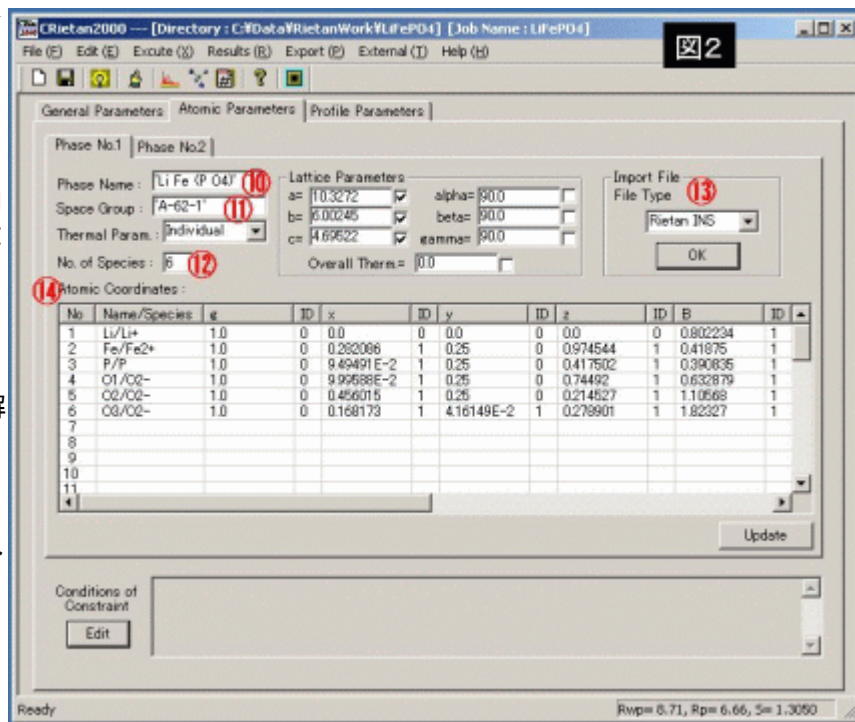 CRietan2000 --- [Directory : C:¥Data¥RietanWork¥LiFePO4] [Job Name : LiFePO4]
File (F) Edit (E) Excute (X) Results (R) Export (P) External (T) Help (H)
図2
General Parameters Atomic Parameters Profile Parameters
Phase No.1 Phase No.2
Phase Name : 'Li Fe (P O4)' ⑩
Space Group : 'A-62-1' ⑪
Thermal Param. : Individual
No. of Species : 6 ⑫
Lattice Parameters
a= 10.3272 alpha= 90.0
b= 6.00245 beta= 90.0
c= 4.69522 gamma= 90.0
Overall Therm.= 0.0
Import File
File Type ⑬
Rietan INS
OK
⑭ Atomic Coordinates :
No Name/Species g ID x ID y ID z ID B ID
1 Li/Li+ 1.0 0 0.0 0 0.0 0 0.0 0 0.802234 1
2 Fe/Fe2+ 1.0 0 0.282086 1 0.25 0 0.974544 1 0.41875 1
3 P/P 1.0 0 9.49491E-2 1 0.25 0 0.417502 1 0.390835 1
4 O1/O2- 1.0 0 9.99588E-2 1 0.25 0 0.74492 1 0.632879 1
5 O2/O2- 1.0 0 0.456015 1 0.25 0 0.214527 1 1.10568 1
6 O3/O2- 1.0 0 0.168173 1 4.16149E-2 1 0.278901 1 1.82327 1
7
8
9
10
11
Update
Conditions of
Constraint
Edit
Ready
Rwp= 8.71, Rp= 6.66, S= 1.3050